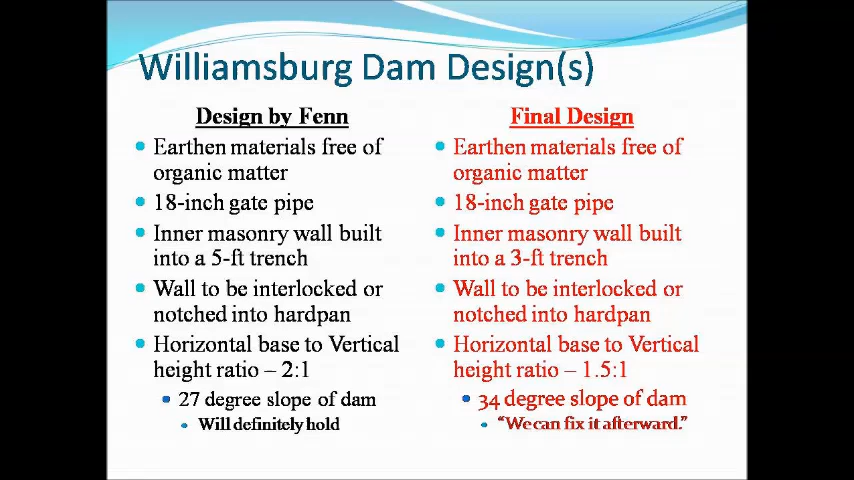 Williamsburg Dam Design(s)
Design by Fenn
Earthen materials free of
organic matter
18-inch gate pipe
Inner masonry wall built
into a 5-ft trench
Wall to be interlocked or
notched into hardpan
Horizontal base to Vertical
height ratio – 2:1
27 degree slope of dam
Will definitely hold
Final Design
Earthen materials free of
organic matter
18-inch gate pipe
Inner masonry wall built
into a 3-ft trench
Wall to be interlocked or
notched into hardpan
Horizontal base to Vertical
height ratio – 1.5:1
34 degree slope of dam
“We can fix it afterward.”